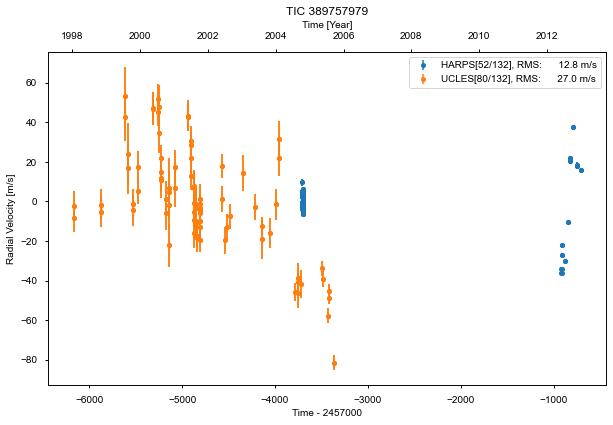 TIC 389757979
Time [Year]
1998 2000 2002 2004 2006 2008 2010 2012
HARPS[52/132], RMS: 12.8 m/s
UCLES[80/132], RMS: 27.0 m/s
60
40
20
0
−20
−40
−60
−80
Radial Velocity [m/s]
−6000 −5000 −4000 −3000 −2000 −1000
Time - 2457000